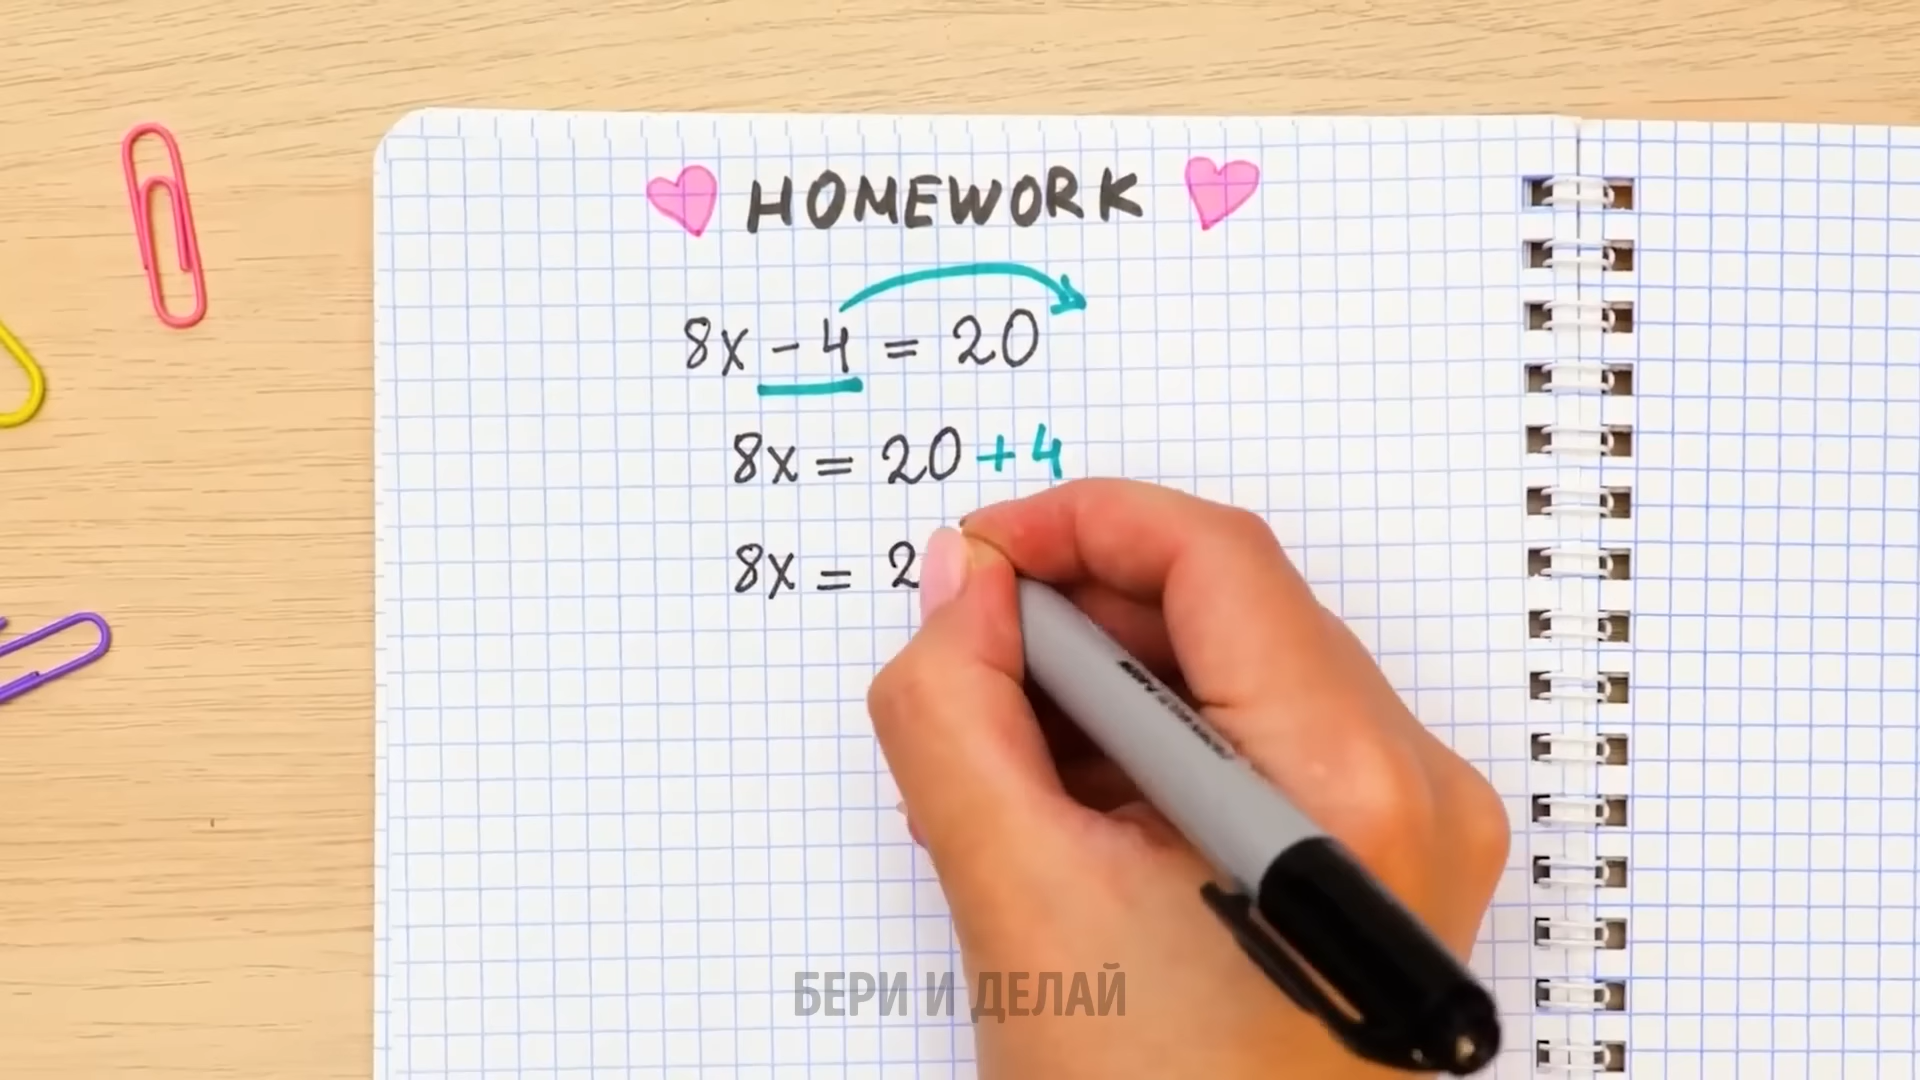 HOMEWORK
8x - 4 = 20
8x = 20 + 4
8x = 2
БЕРИ И ДЕЛАЙ